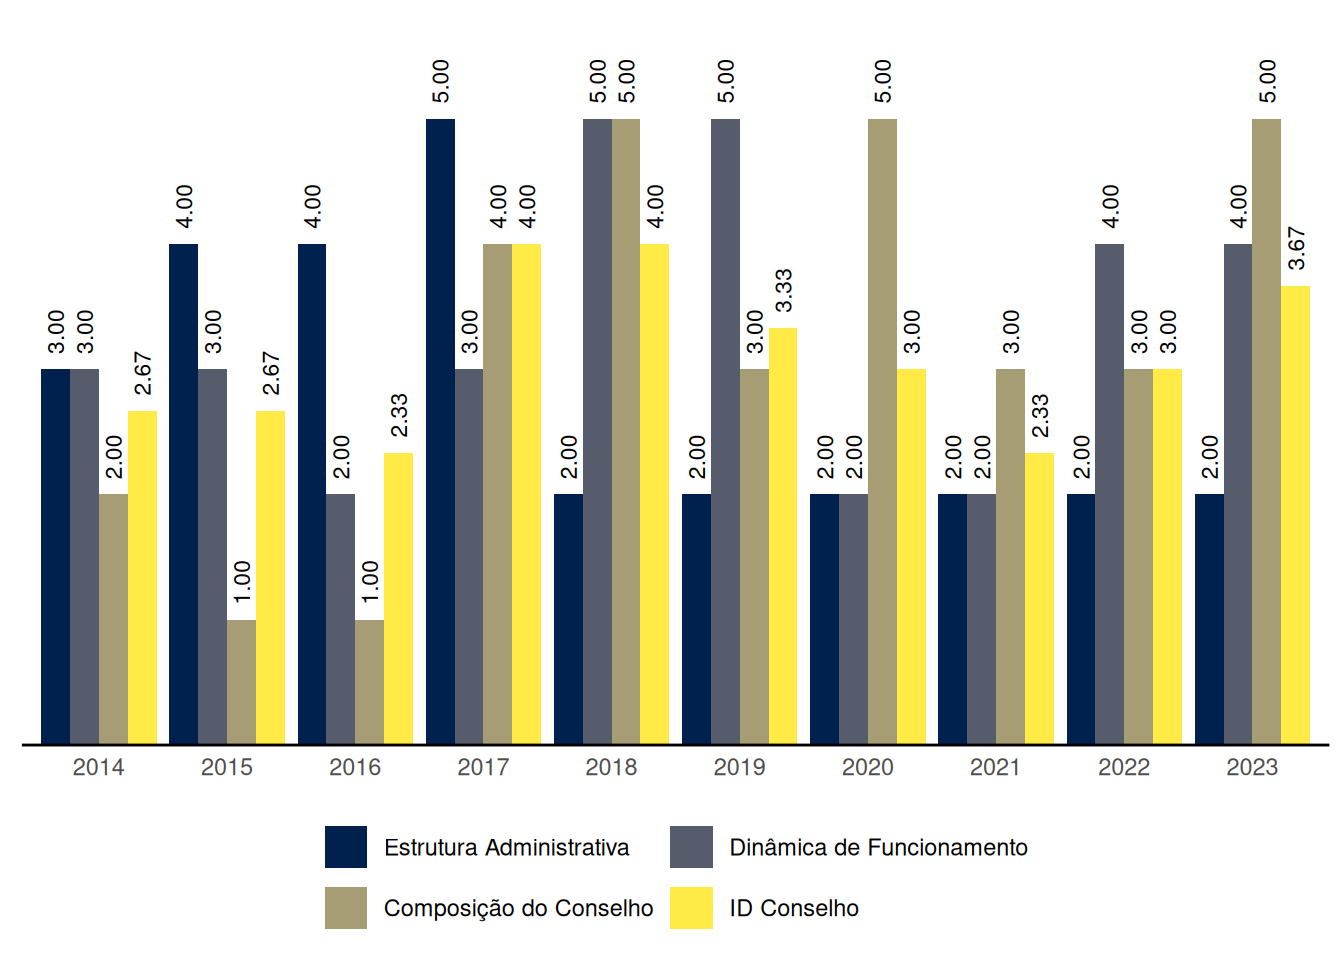 3.00 3.00 2.00 2.67 4.00 3.00 1.00 2.67 4.00 2.00 1.00 2.33 5.00 3.00 4.00 4.00 2.00 5.00 5.00 4.00 2.00 5.00 3.00 3.33 2.00 2.00 5.00 3.00 2.00 2.00 3.00 2.33 2.00 4.00 3.00 3.00 2.00 4.00 5.00 3.67
2014 2015 2016 2017 2018 2019 2020 2021 2022 2023
Estrutura Administrativa Dinâmica de Funcionamento
Composição do Conselho ID Conselho